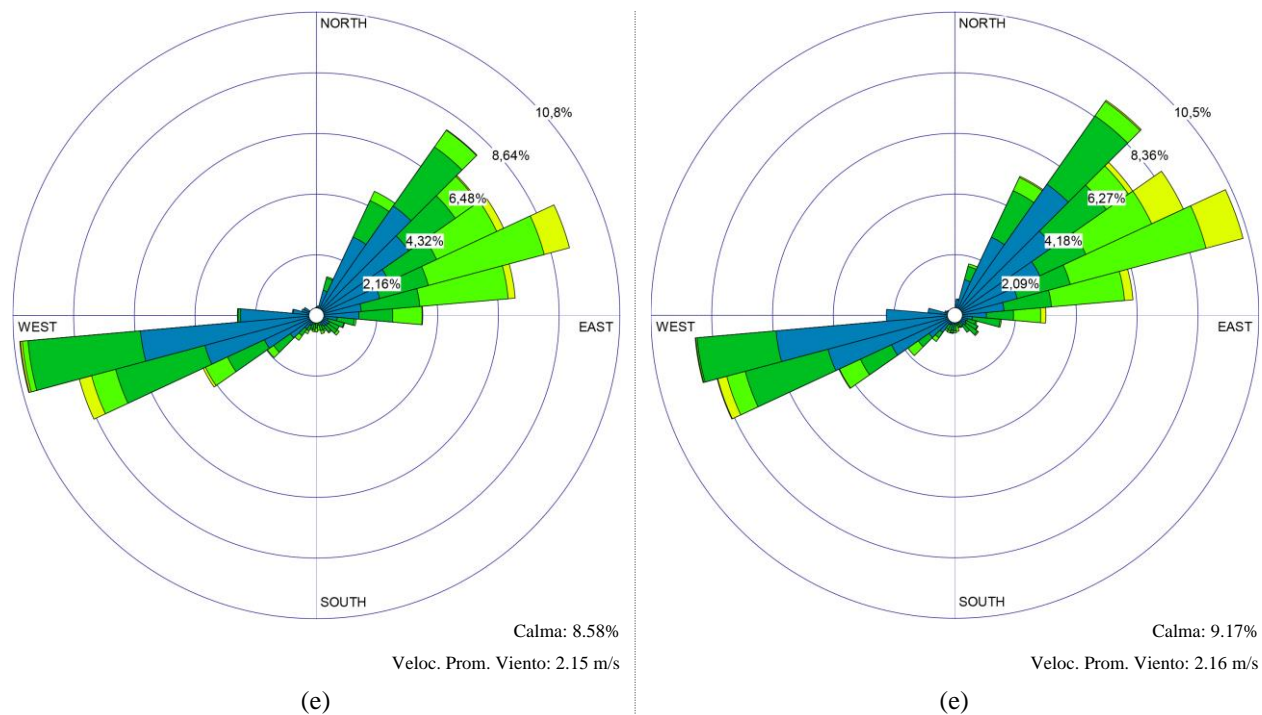 NORTH
10,8%
8,64%
6,48%
4,32%
2,16%
WEST
EAST
SOUTH
Calma: 8.58%
Veloc. Prom. Viento: 2.15 m/s
(e)
NORTH
10,5%
8,36%
6,27%
4,18%
2,09%
WEST
EAST
SOUTH
Calma: 9.17%
Veloc. Prom. Viento: 2.16 m/s
(e)